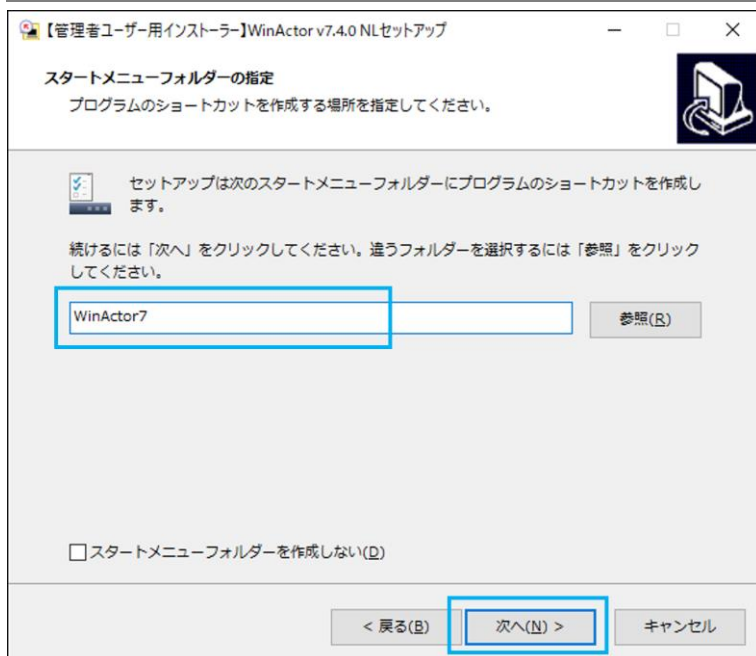 【管理者ユーザー用インストーラー】WinActor v7.4.0 NLセットアップ
スタートメニューフォルダーの指定
プログラムのショートカットを作成する場所を指定してください。
セットアップは次のスタートメニューフォルダーにプログラムのショートカットを作成し
ます。
続けるには「次へ」をクリックしてください。違うフォルダーを選択するには「参照」をクリック
してください。
WinActor7
参照(R)
スタートメニューフォルダーを作成しない(D)
< 戻る(B)
次へ(N) >
キャンセル